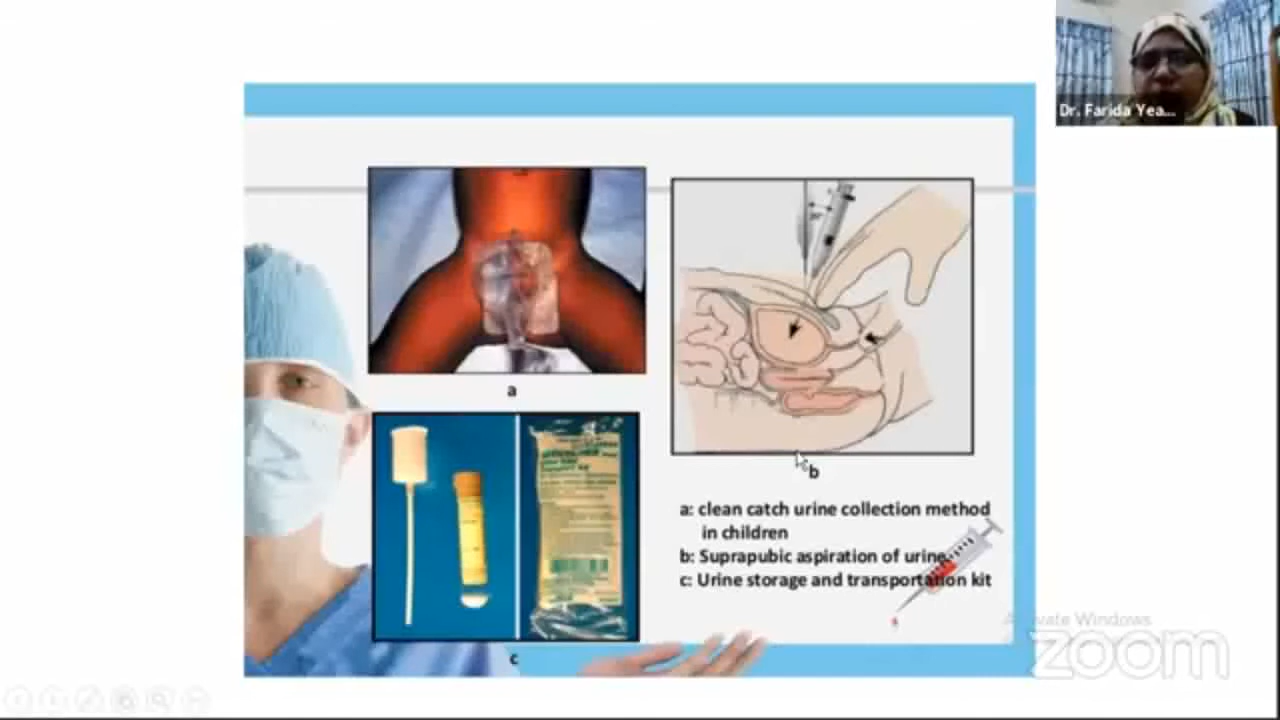 Dr. Farida Yea...
a
b
a: clean catch urine collection method
in children
b: Suprapubic aspiration of urine
c: Urine storage and transportation kit
c
Activate Windows
zoom